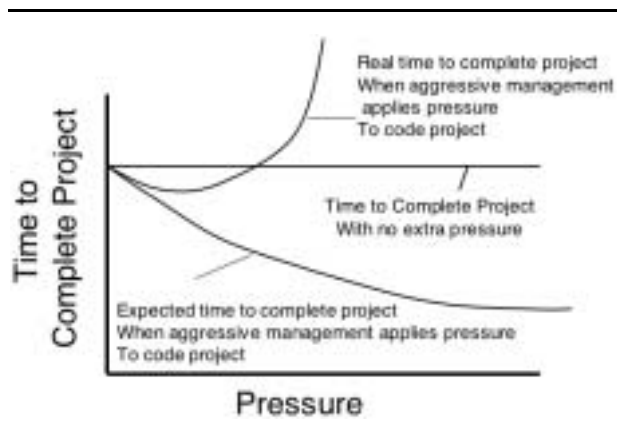 Real time to complete project
When aggressive management
applies pressure
To code project
Time to
Complete Project
Time to Complete Project
With no extra pressure
Expected time to complete project
When aggressive management applies pressure
To code project
Pressure